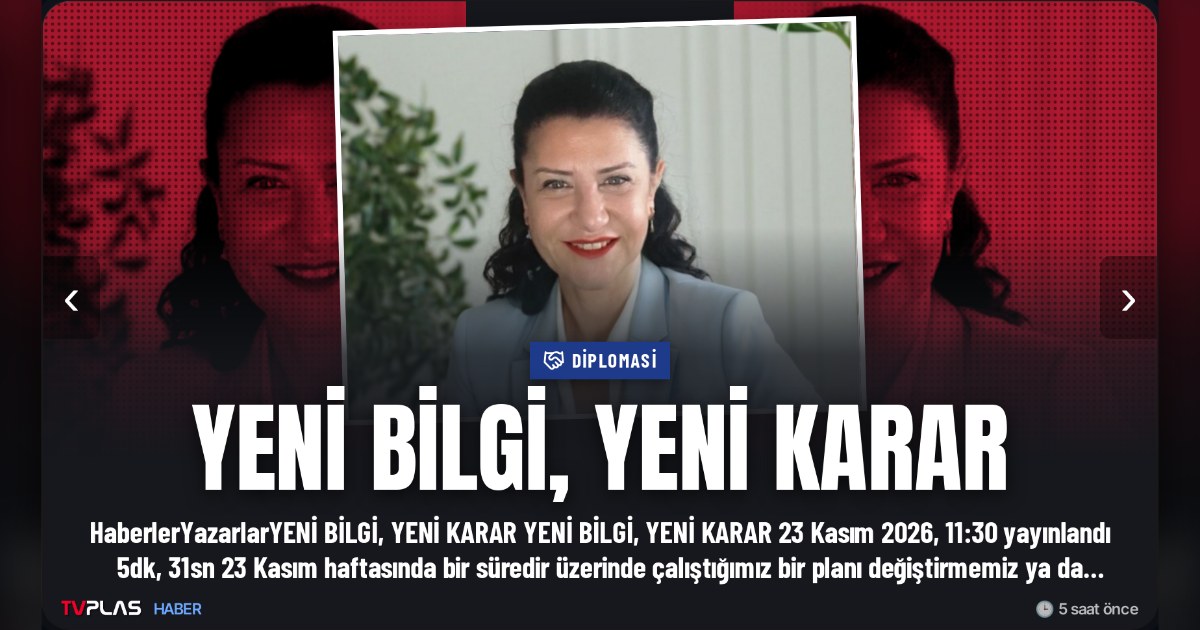 DİPLOMASİ
YENİ BİLGİ, YENİ KARAR
HaberlerYazarlarYENİ BİLGİ, YENİ KARAR YENİ BİLGİ, YENİ KARAR 23 Kasım 2026, 11:30 yayınlandı
5dk, 31sn 23 Kasım haftasında bir süredir üzerinde çalıştığımız bir planı değiştirmemiz ya da...
TVPLAS HABER
5 saat önce